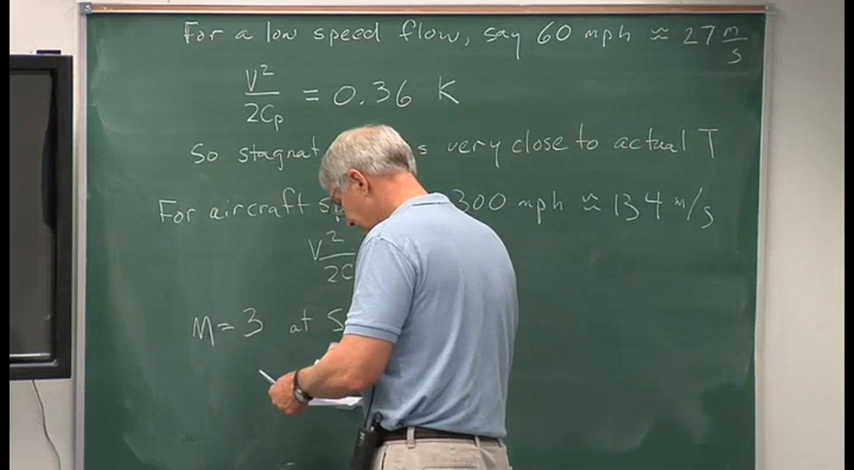 For a low speed flow, say 60 mph ≈ 27 m/s
V²/2Cp = 0.36 K
So stagnat s very close to actual T
For aircraft sp 300 mph ≈ 134 m/s
V²/2C
M = 3 at S